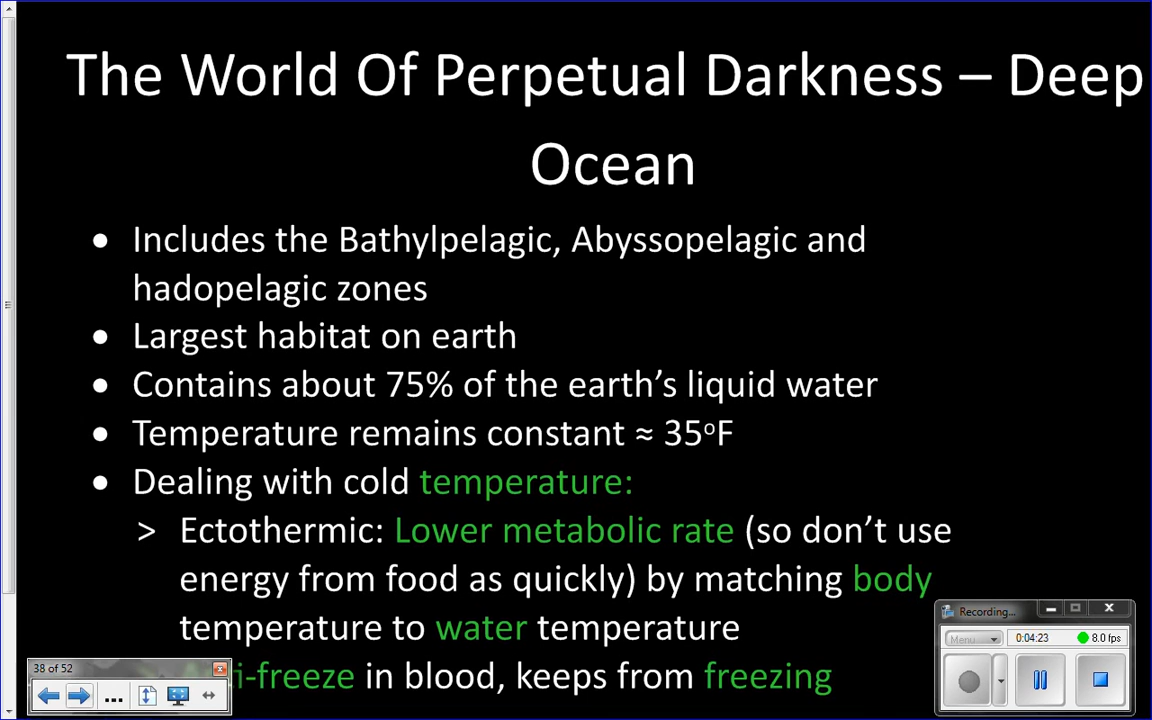 The World Of Perpetual Darkness – Deep
Ocean
• Includes the Bathylpelagic, Abyssopelagic and
hadopelagic zones
• Largest habitat on earth
• Contains about 75% of the earth's liquid water
• Temperature remains constant ≈ 35ºF
• Dealing with cold temperature:
> Ectothermic: Lower metabolic rate (so don't use
energy from food as quickly) by matching body
temperature to water temperature
i-freeze in blood, keeps from freezing
38 of 52
...
Recording...
Menu
0:04:23
8.0 fps